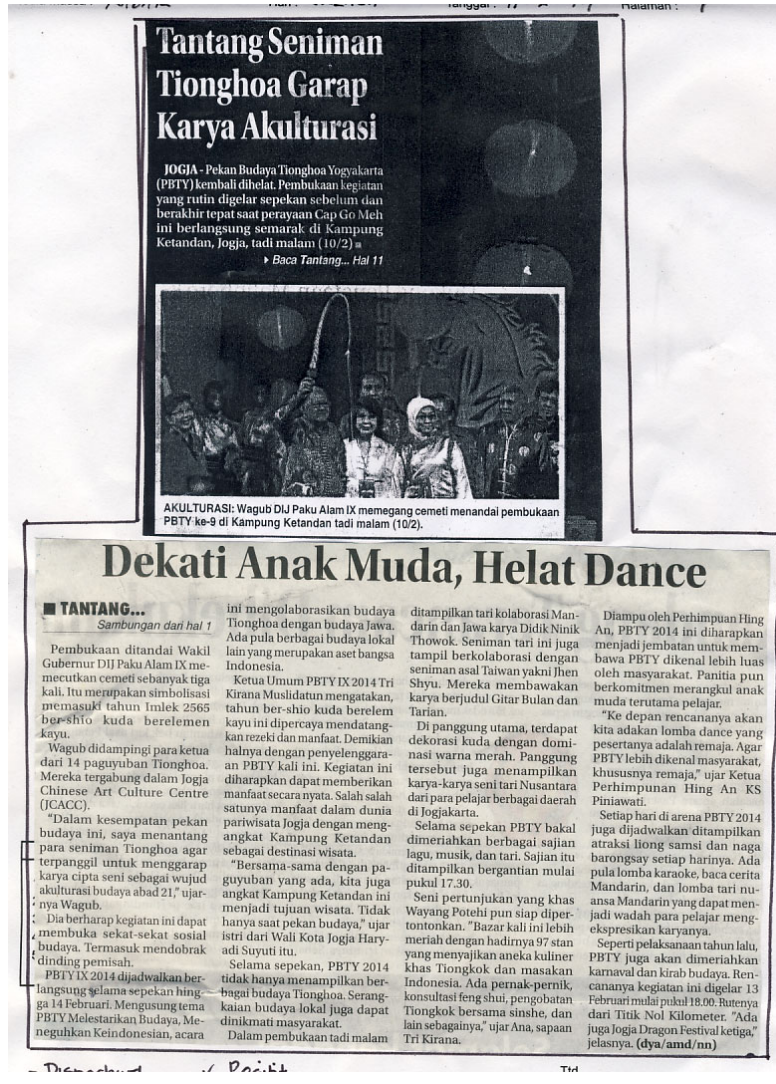 Tanggal :
Halaman :
Tantang Seniman
Tionghoa Garap
Karya Akulturasi
JOGJA - Pekan Budaya Tionghoa Yogyakarta
(PBTY) kembali dihelat. Pembukaan kegiatan
yang rutin digelar sepekan sebelum dan
berakhir tepat saat perayaan Cap Go Meh
ini berlangsung semarak di Kampung
Ketandan, Jogja, tadi malam (10/2)
Baca Tantang... Hal 11
AKULTURASI: Wagub DIJ Paku Alam IX memegang cemeti menandai pembukaan
PBTY ke-9 di Kampung Ketandan tadi malam (10/2).
Dekati Anak Muda, Helat Dance
■ TANTANG...
Sambungan dari hal 1
Pembukaan ditandai Wakil
Gubernur DIJ Paku Alam IX me-
mecutkan cemeti sebanyak tiga
kali. Itu merupakan simbolisasi
memasuki tahun Imlek 2565
ber-shio kuda berelemen
kayu.
Wagub didampingi para ketua
dari 14 paguyuban Tionghoa.
Mereka tergabung dalam Jogja
Chinese Art Culture Centre
(JCACC).
"Dalam kesempatan pekan
budaya ini, saya menantang
para seniman Tionghoa agar
terpanggil untuk menggarap
karya cipta seni sebagai wujud
akulturasi budaya abad 21," ujar-
nya Wagub.
Dia berharap kegiatan ini dapat
membuka sekat-sekat sosial
budaya. Termasuk mendobrak
dinding pemisah.
PBTY IX 2014 dijadwalkan ber-
langsung selama sepekan hing-
ga 14 Februari. Mengusung tema
PBTY Melestarikan Budaya, Me-
neguhkan Keindonesian, acara
ini mengolaborasikan budaya
Tionghoa dengan budaya Jawa.
Ada pula berbagai budaya lokal
lain yang merupakan aset bangsa
Indonesia.
Ketua Umum PBTY IX 2014 Tri
Kirana Muslidatun mengatakan,
tahun ber-shio kuda berelem
kayu ini dipercaya mendatang-
kan rezeki dan manfaat. Demikian
halnya dengan penyelenggara-
an PBTY kali ini. Kegiatan ini
diharapkan dapat memberikan
manfaat secara nyata. Salah salah
satunya manfaat dalam dunia
pariwisata Jogja dengan meng-
angkat Kampung Ketandan
sebagai destinasi wisata.
"Bersama-sama dengan pa-
guyuban yang ada, kita juga
angkat Kampung Ketandan ini
menjadi tujuan wisata. Tidak
hanya saat pekan budaya," ujar
istri dari Wali Kota Jogja Hary-
adi Suyuti itu.
Selama sepekan, PBTY 2014
tidak hanya menampilkan ber-
bagai budaya Tionghoa. Serang-
kaian budaya lokal juga dapat
dinikmati masyarakat.
Dalam pembukaan tadi malam
ditampilkan tari kolaborasi Man-
darin dan Jawa karya Didik Ninik
Thowok. Seniman tari ini juga
tampil berkolaborasi dengan
seniman asal Taiwan yakni Jhen
Shyu. Mereka membawakan
karya berjudul Gitar Bulan dan
Tarian.
Di panggung utama, terdapat
dekorasi kuda dengan domi-
nasi warna merah. Panggung
tersebut juga menampilkan
karya-karya seni tari Nusantara
dari para pelajar berbagai daerah
di Jogjakarta.
Selama sepekan PBTY bakal
dimeriahkan berbagai sajian
lagu, musik, dan tari. Sajian itu
ditampilkan bergantian mulai
pukul 17.30.
Seni pertunjukan yang khas
Wayang Potehi pun siap diper-
tontonkan. "Bazar kali ini lebih
meriah dengan hadirnya 97 stan
yang menyajikan aneka kuliner
khas Tiongkok dan masakan
Indonesia. Ada pernak-pernik,
konsultasi feng shui, pengobatan
Tiongkok bersama sinshe, dan
lain sebagainya," ujar Ana, sapaan
Tri Kirana.
Diampu oleh Perhimpuan Hing
An, PBTY 2014 ini diharapkan
menjadi jembatan untuk mem-
bawa PBTY dikenal lebih luas
oleh masyarakat. Panitia pun
berkomitmen merangkul anak
muda terutama pelajar.
"Ke depan rencananya akan
kita adakan lomba dance yang
pesertanya adalah remaja. Agar
PBTY lebih dikenal masyarakat,
khususnya remaja," ujar Ketua
Perhimpunan Hing An KS
Piniawati.
Setiap hari di arena PBTY 2014
juga dijadwalkan ditampilkan
atraksi liong samsi dan naga
barongsay setiap harinya. Ada
pula lomba karaoke, baca cerita
Mandarin, dan lomba tari nu-
ansa Mandarin yang dapat men-
jadi wadah para pelajar meng-
ekspresikan karyanya.
Seperti pelaksanaan tahun lalu,
PBTY juga akan dimeriahkan
karnaval dan kirab budaya. Ren-
cananya kegiatan ini digelar 13
Februari mulai pukul 18.00. Rutenya
dari Titik Nol Kilometer. "Ada
juga Jogja Dragon Festival ketiga,"
jelasnya. (dya/amd/nn)
Ttd